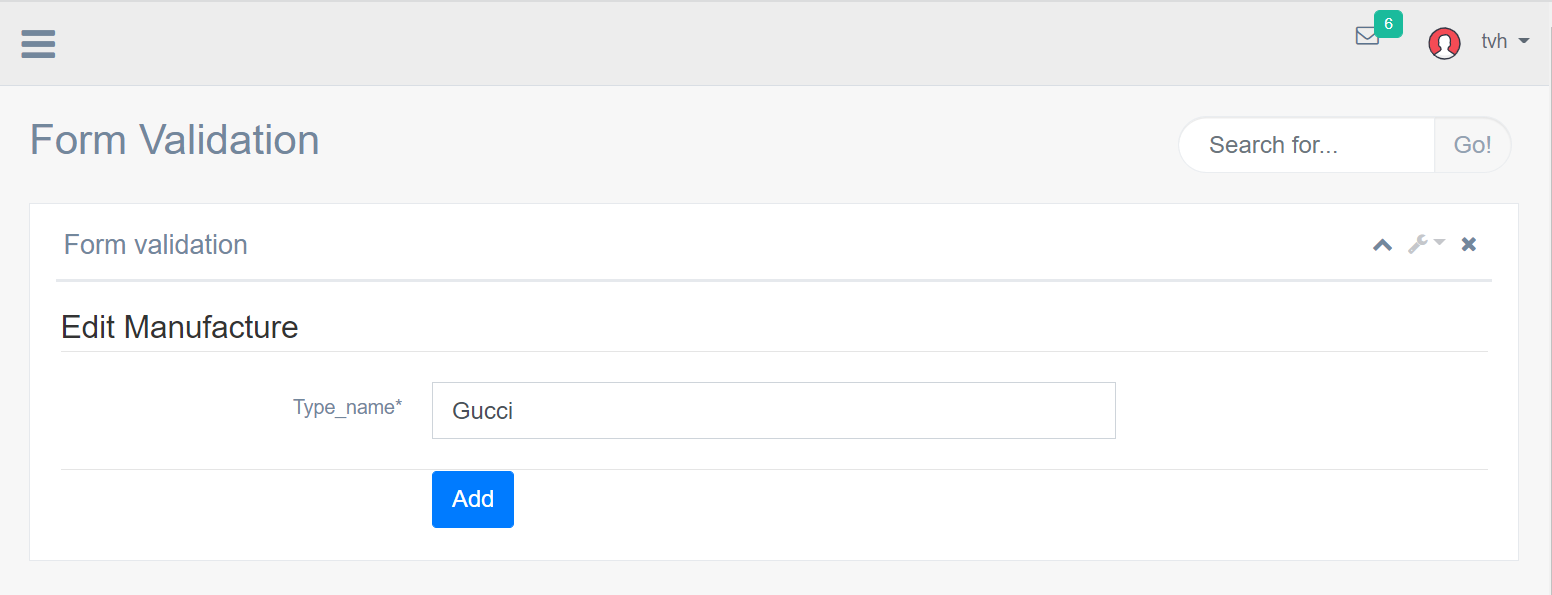 6
tvh
Form Validation
Search for...
Go!
Form validation
Edit Manufacture
Type_name*
Gucci
Add